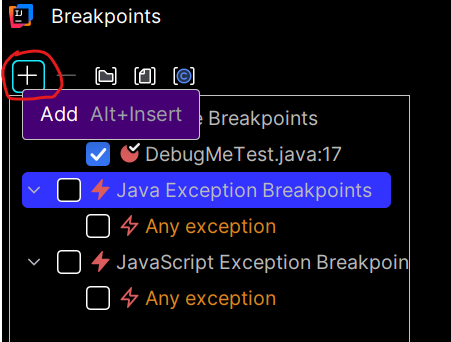 Breakpoints
Add Alt+Insert
Breakpoints
DebugMeTest.java:17
Java Exception Breakpoints
Any exception
JavaScript Exception Breakpoin
Any exception